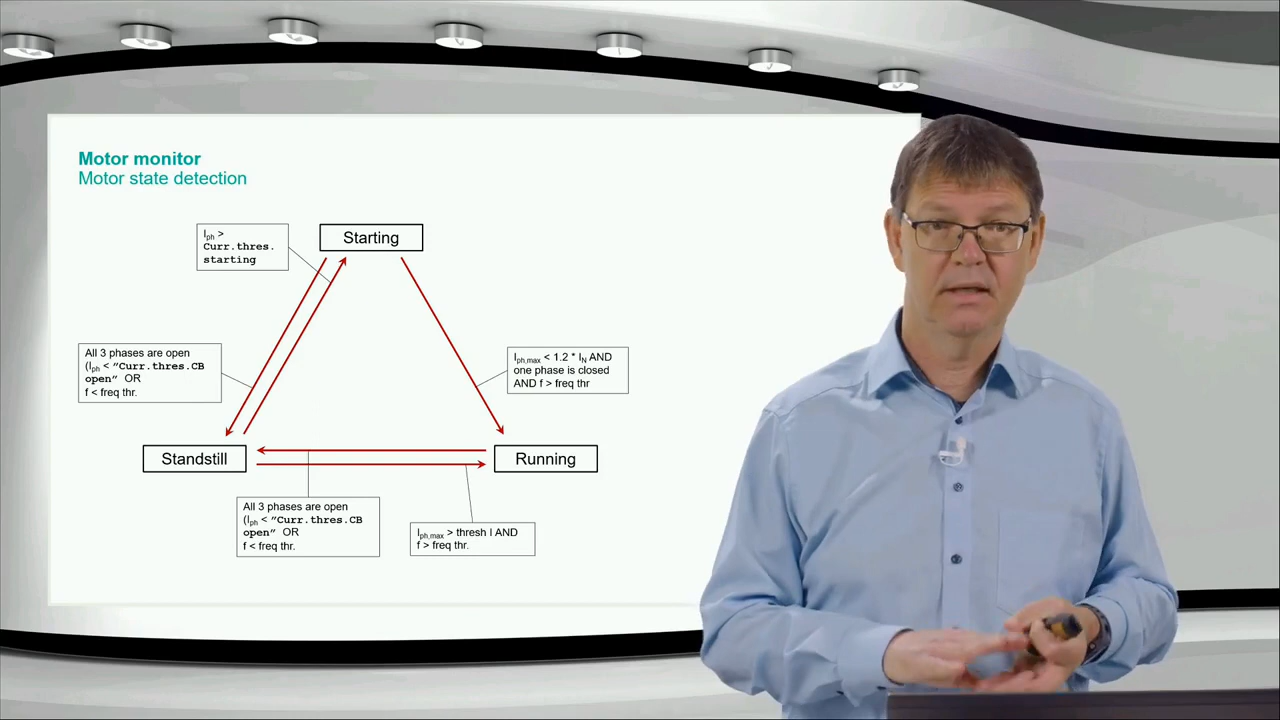 Motor monitor
Motor state detection
Iph >
Curr.thres.
starting
Starting
All 3 phases are open
(Iph < "Curr.thres.CB
open" OR
f < freq thr.
Iph,max < 1.2 * IN AND
one phase is closed
AND f > freq thr
Standstill
Running
All 3 phases are open
(Iph < "Curr.thres.CB
open" OR
f < freq thr.
Iph,max > thresh I AND
f > freq thr.